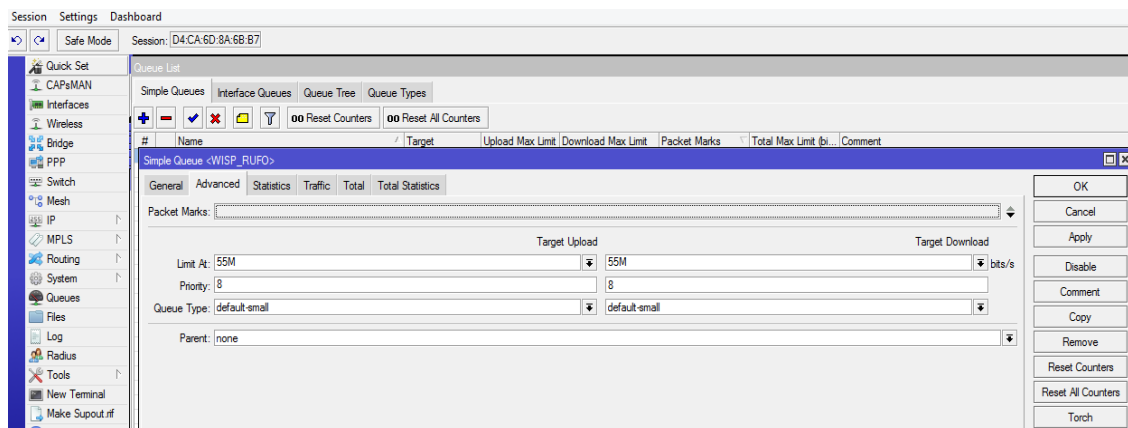 Session Settings Dashboard
Safe Mode Session: D4:CA:6D:8A:6B:B7
Quick Set
CAPsMAN
Interfaces
Wireless
Bridge
PPP
Switch
Mesh
IP
MPLS
Routing
System
Queues
Files
Log
Radius
Tools
New Terminal
Make Supout.rif
Queue List
Simple Queues Interface Queues Queue Tree Queue Types
00 Reset Counters 00 Reset All Counters
# Name Target Upload Max Limit Download Max Limit Packet Marks Total Max Limit (bi... Comment
Simple Queue <WISP_RUFO>
General Advanced Statistics Traffic Total Total Statistics
Packet Marks:
Target Upload Target Download
Limit At: 55M 55M bits/s
Priority: 8 8
Queue Type: default-small default-small
Parent: none
OK
Cancel
Apply
Disable
Comment
Copy
Remove
Reset Counters
Reset All Counters
Torch